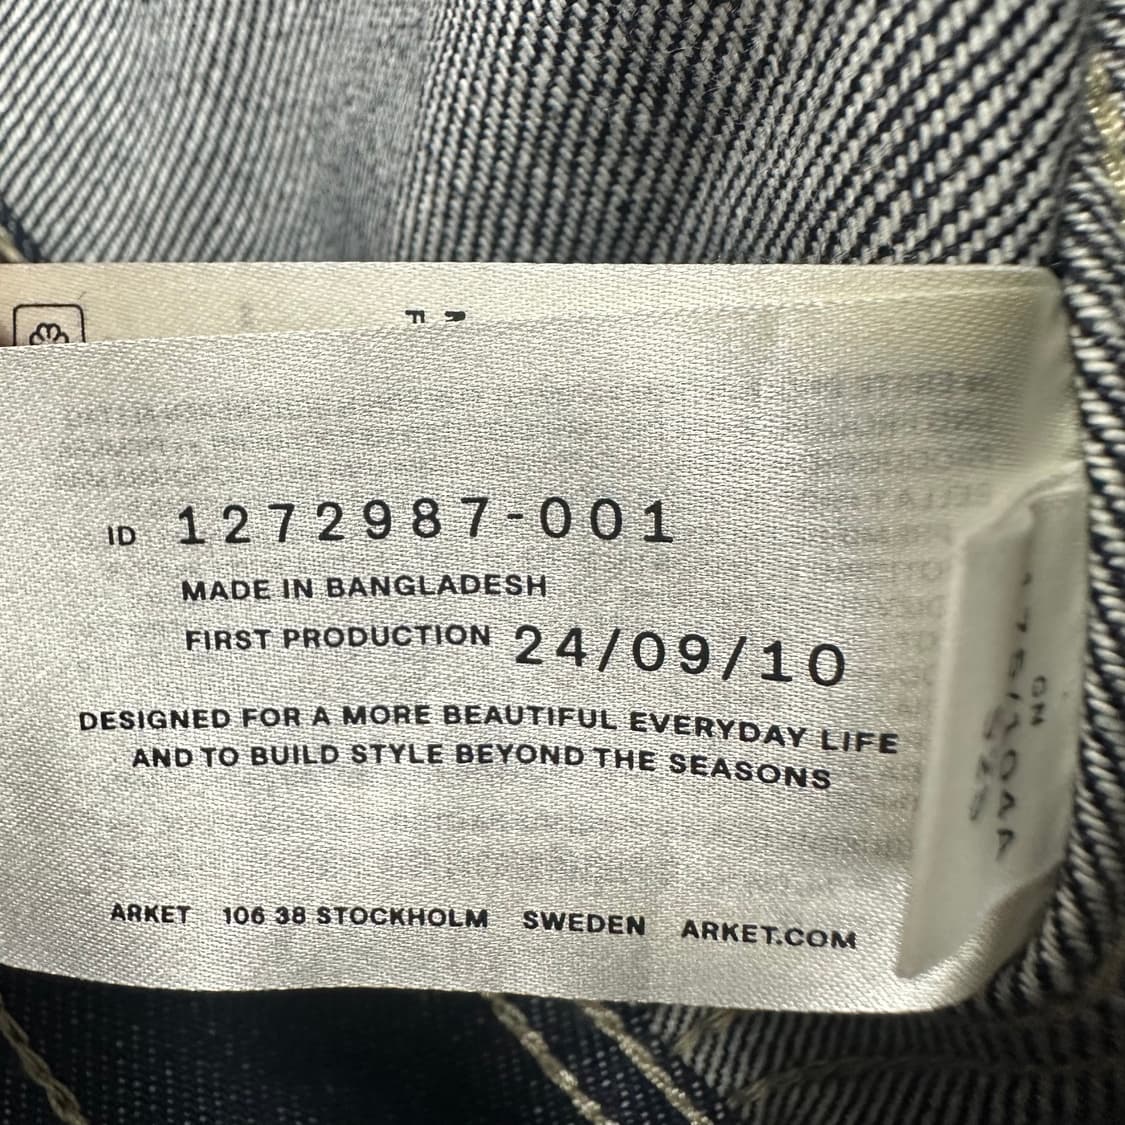 ID 1272987-001
MADE IN BANGLADESH
FIRST PRODUCTION 24/09/10
DESIGNED FOR A MORE BEAUTIFUL EVERYDAY LIFE
AND TO BUILD STYLE BEYOND THE SEASONS
ARKET 106 38 STOCKHOLM SWEDEN ARKET.COM
CN